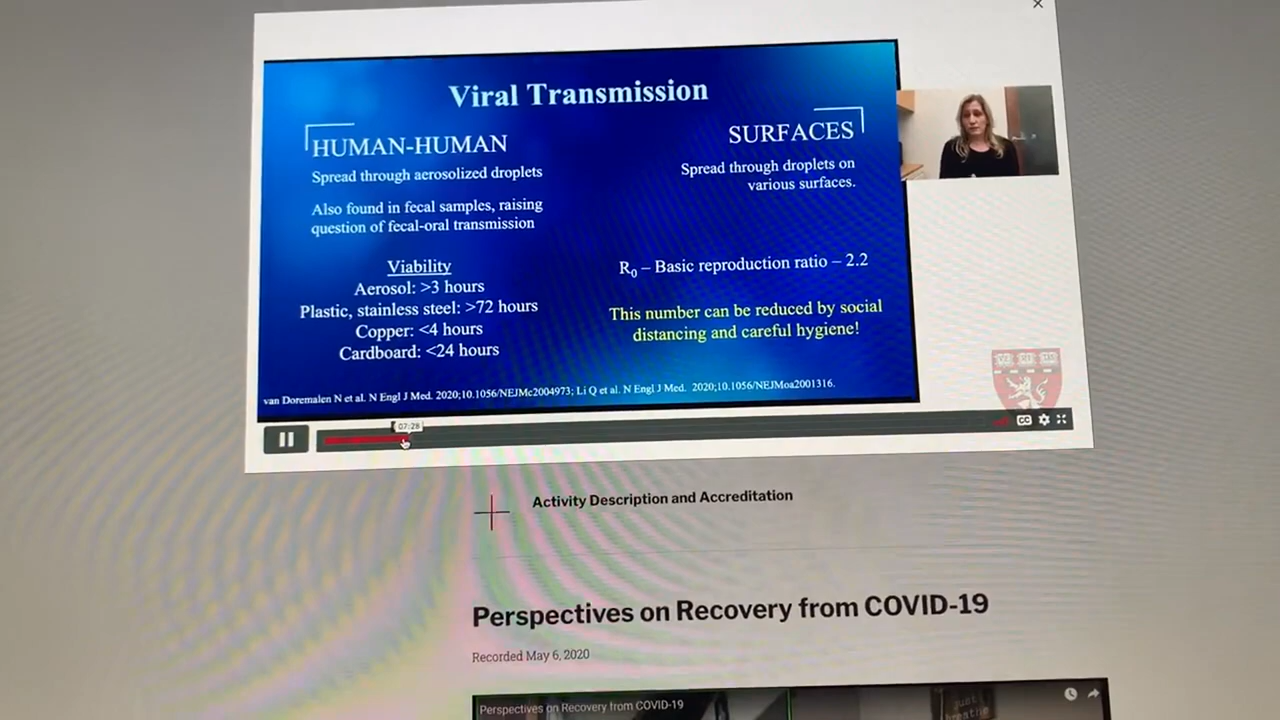 Viral Transmission
HUMAN-HUMAN
Spread through aerosolized droplets
Also found in fecal samples, raising
question of fecal-oral transmission
Viability
Aerosol: >3 hours
Plastic, stainless steel: >72 hours
Copper: <4 hours
Cardboard: <24 hours
SURFACES
Spread through droplets on
various surfaces.
R₀ – Basic reproduction ratio – 2.2
This number can be reduced by social
distancing and careful hygiene!
van Doremalen N et al. N Engl J Med. 2020;10.1056/NEJMc2004973; Li Q et al. N Engl J Med. 2020;10.1056/NEJMoa2001316.
07:28
CC
Activity Description and Accreditation
Perspectives on Recovery from COVID-19
Recorded May 6, 2020
Perspectives on Recovery from COVID-19
just
breathe